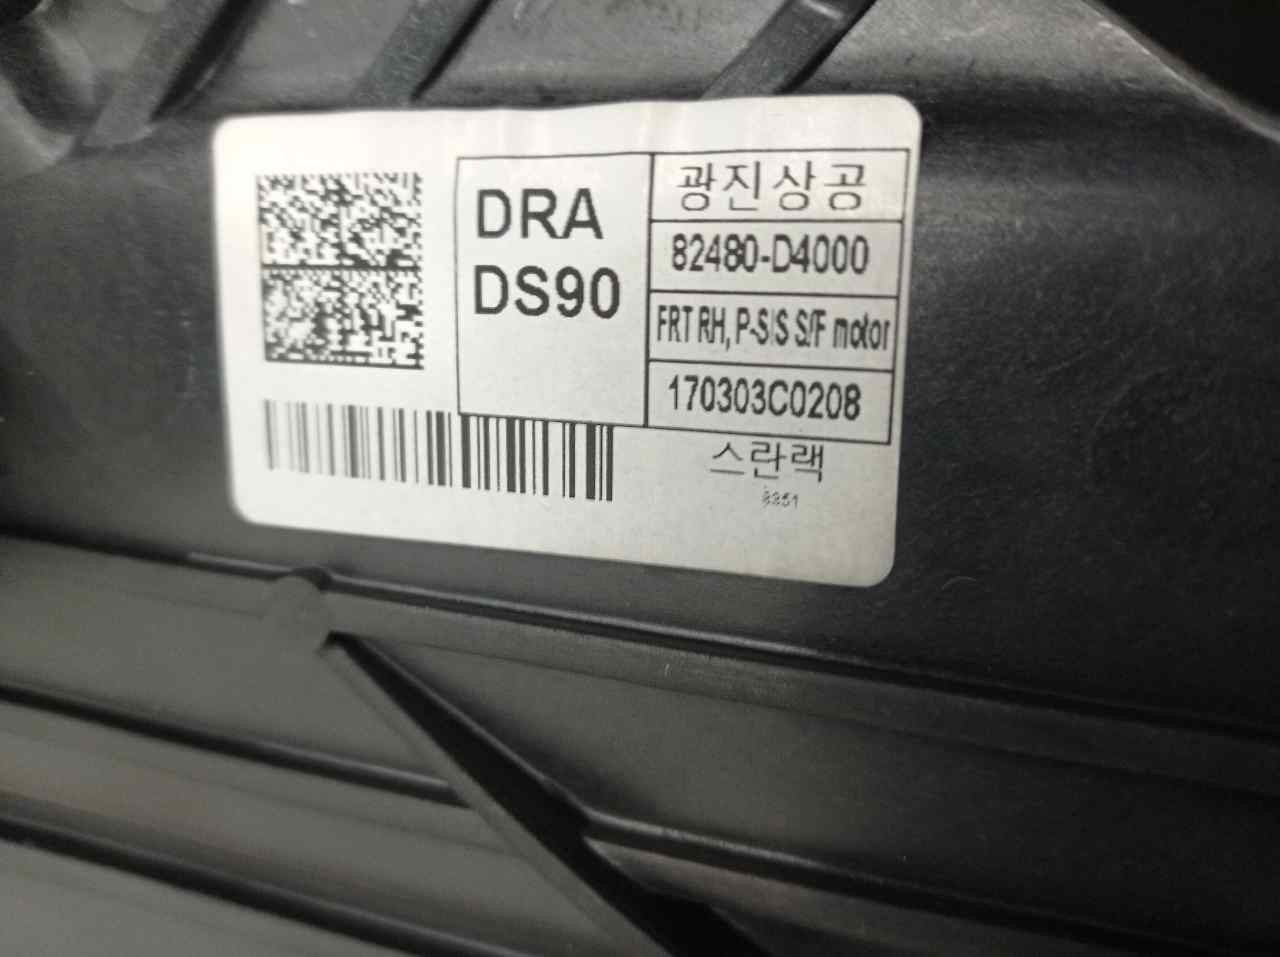 DRA
DS90
광진상공
82480-D4000
FRT RH, P-S/S S/F motor
170303C0208
스란랙